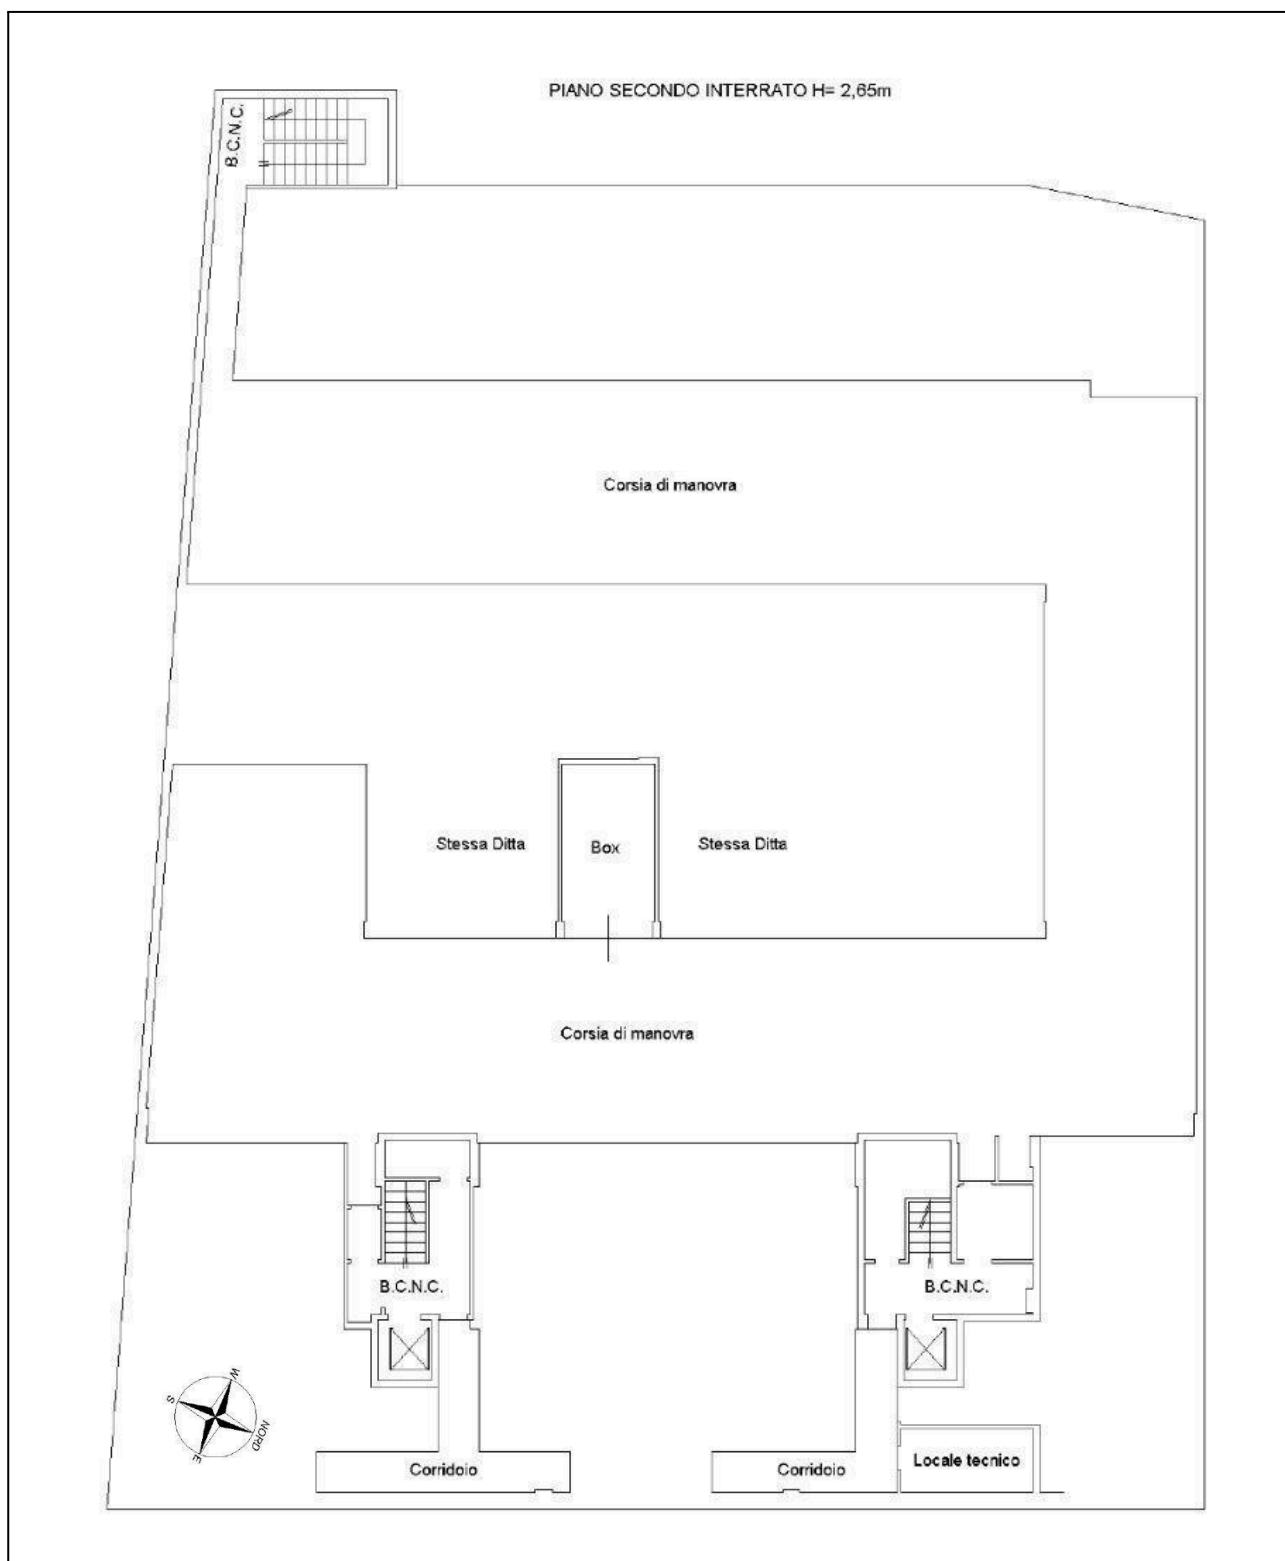 PIANO SECONDO INTERRATO H= 2,65m
B.C.N.C.
Corsia di manovra
Stessa Ditta
Box
Stessa Ditta
Corsia di manovra
B.C.N.C.
B.C.N.C.
W
S
NORD
E
Corridoio
Corridoio
Locale tecnico